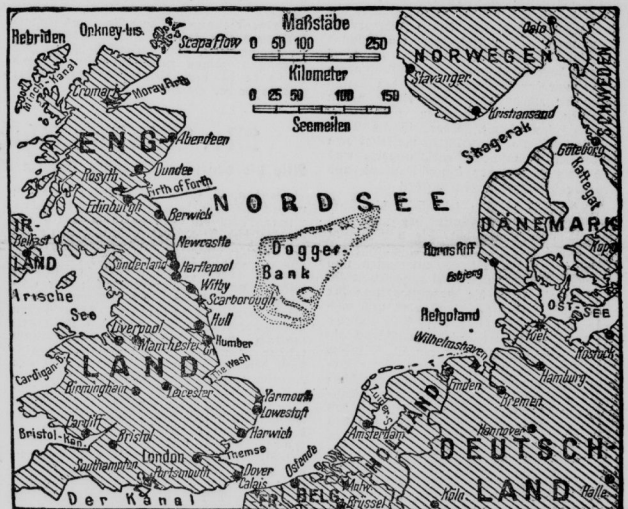 Hebriden
Orkney-Ins.
Scapa Flow
Maßstäbe
0 50 100 250
Kilometer
0 25 50 100 150
Seemeilen
NORWEGEN
Oslo
Stavanger
Kristiansand
SCHWEDEN
Skagerak
Göteborg
Kattegat
Cromarty
Moray Firth
ENG-
Aberdeen
Dundee
Rosyth
Firth of Forth
Edinburgh
Berwick
NORDSEE
DÄNEMARK
IR-
Belfast
LAND
Newcastle
Sunderland
Hartlepool
Witby
Scarborough
Dogger-
Bank
Horns Riff
Esbjerg
Irische
See
Hull
Humber
Liverpool
Manchester
The Wash
LAND
Cardigan
Birmingham
Leicester
Helgoland
OST-
SEE
Kiel
Rostock
Wilhelmshaven
Emden
Hamburg
Bremen
Yarmouth
Lowestoft
Harwich
Cardiff
Bristol-Kan.
Bristol
London
Themse
Southampton
Portsmouth
Dover
Calais
Der Kanal
Ostende
Amsterdam
HOLLAND
Hannover
DEUTSCH-
LAND
FR.
BELG.
Brüssel
Köln
Halle